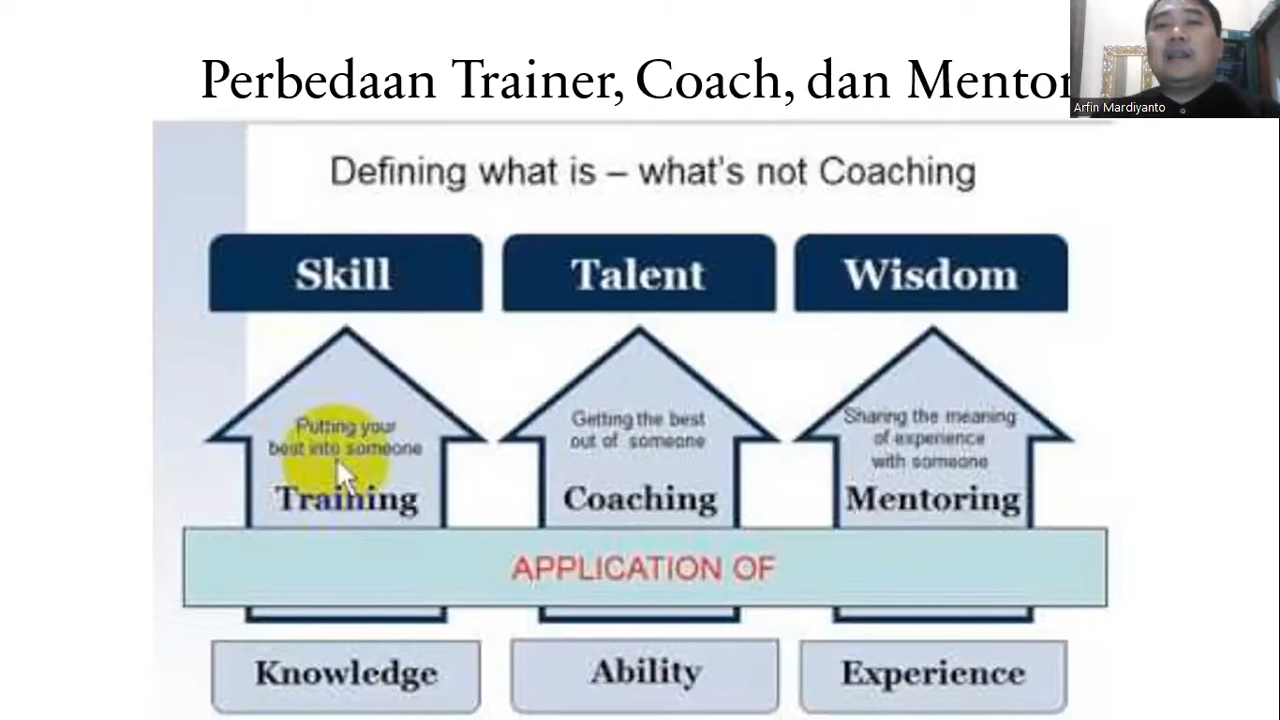 Perbedaan Trainer, Coach, dan Mentor
Arfin Mardiyanto
Defining what is – what's not Coaching
Skill
Talent
Wisdom
Putting your
best into someone
Training
Getting the best
out of someone
Coaching
Sharing the meaning
of experience
with someone
Mentoring
APPLICATION OF
Knowledge
Ability
Experience